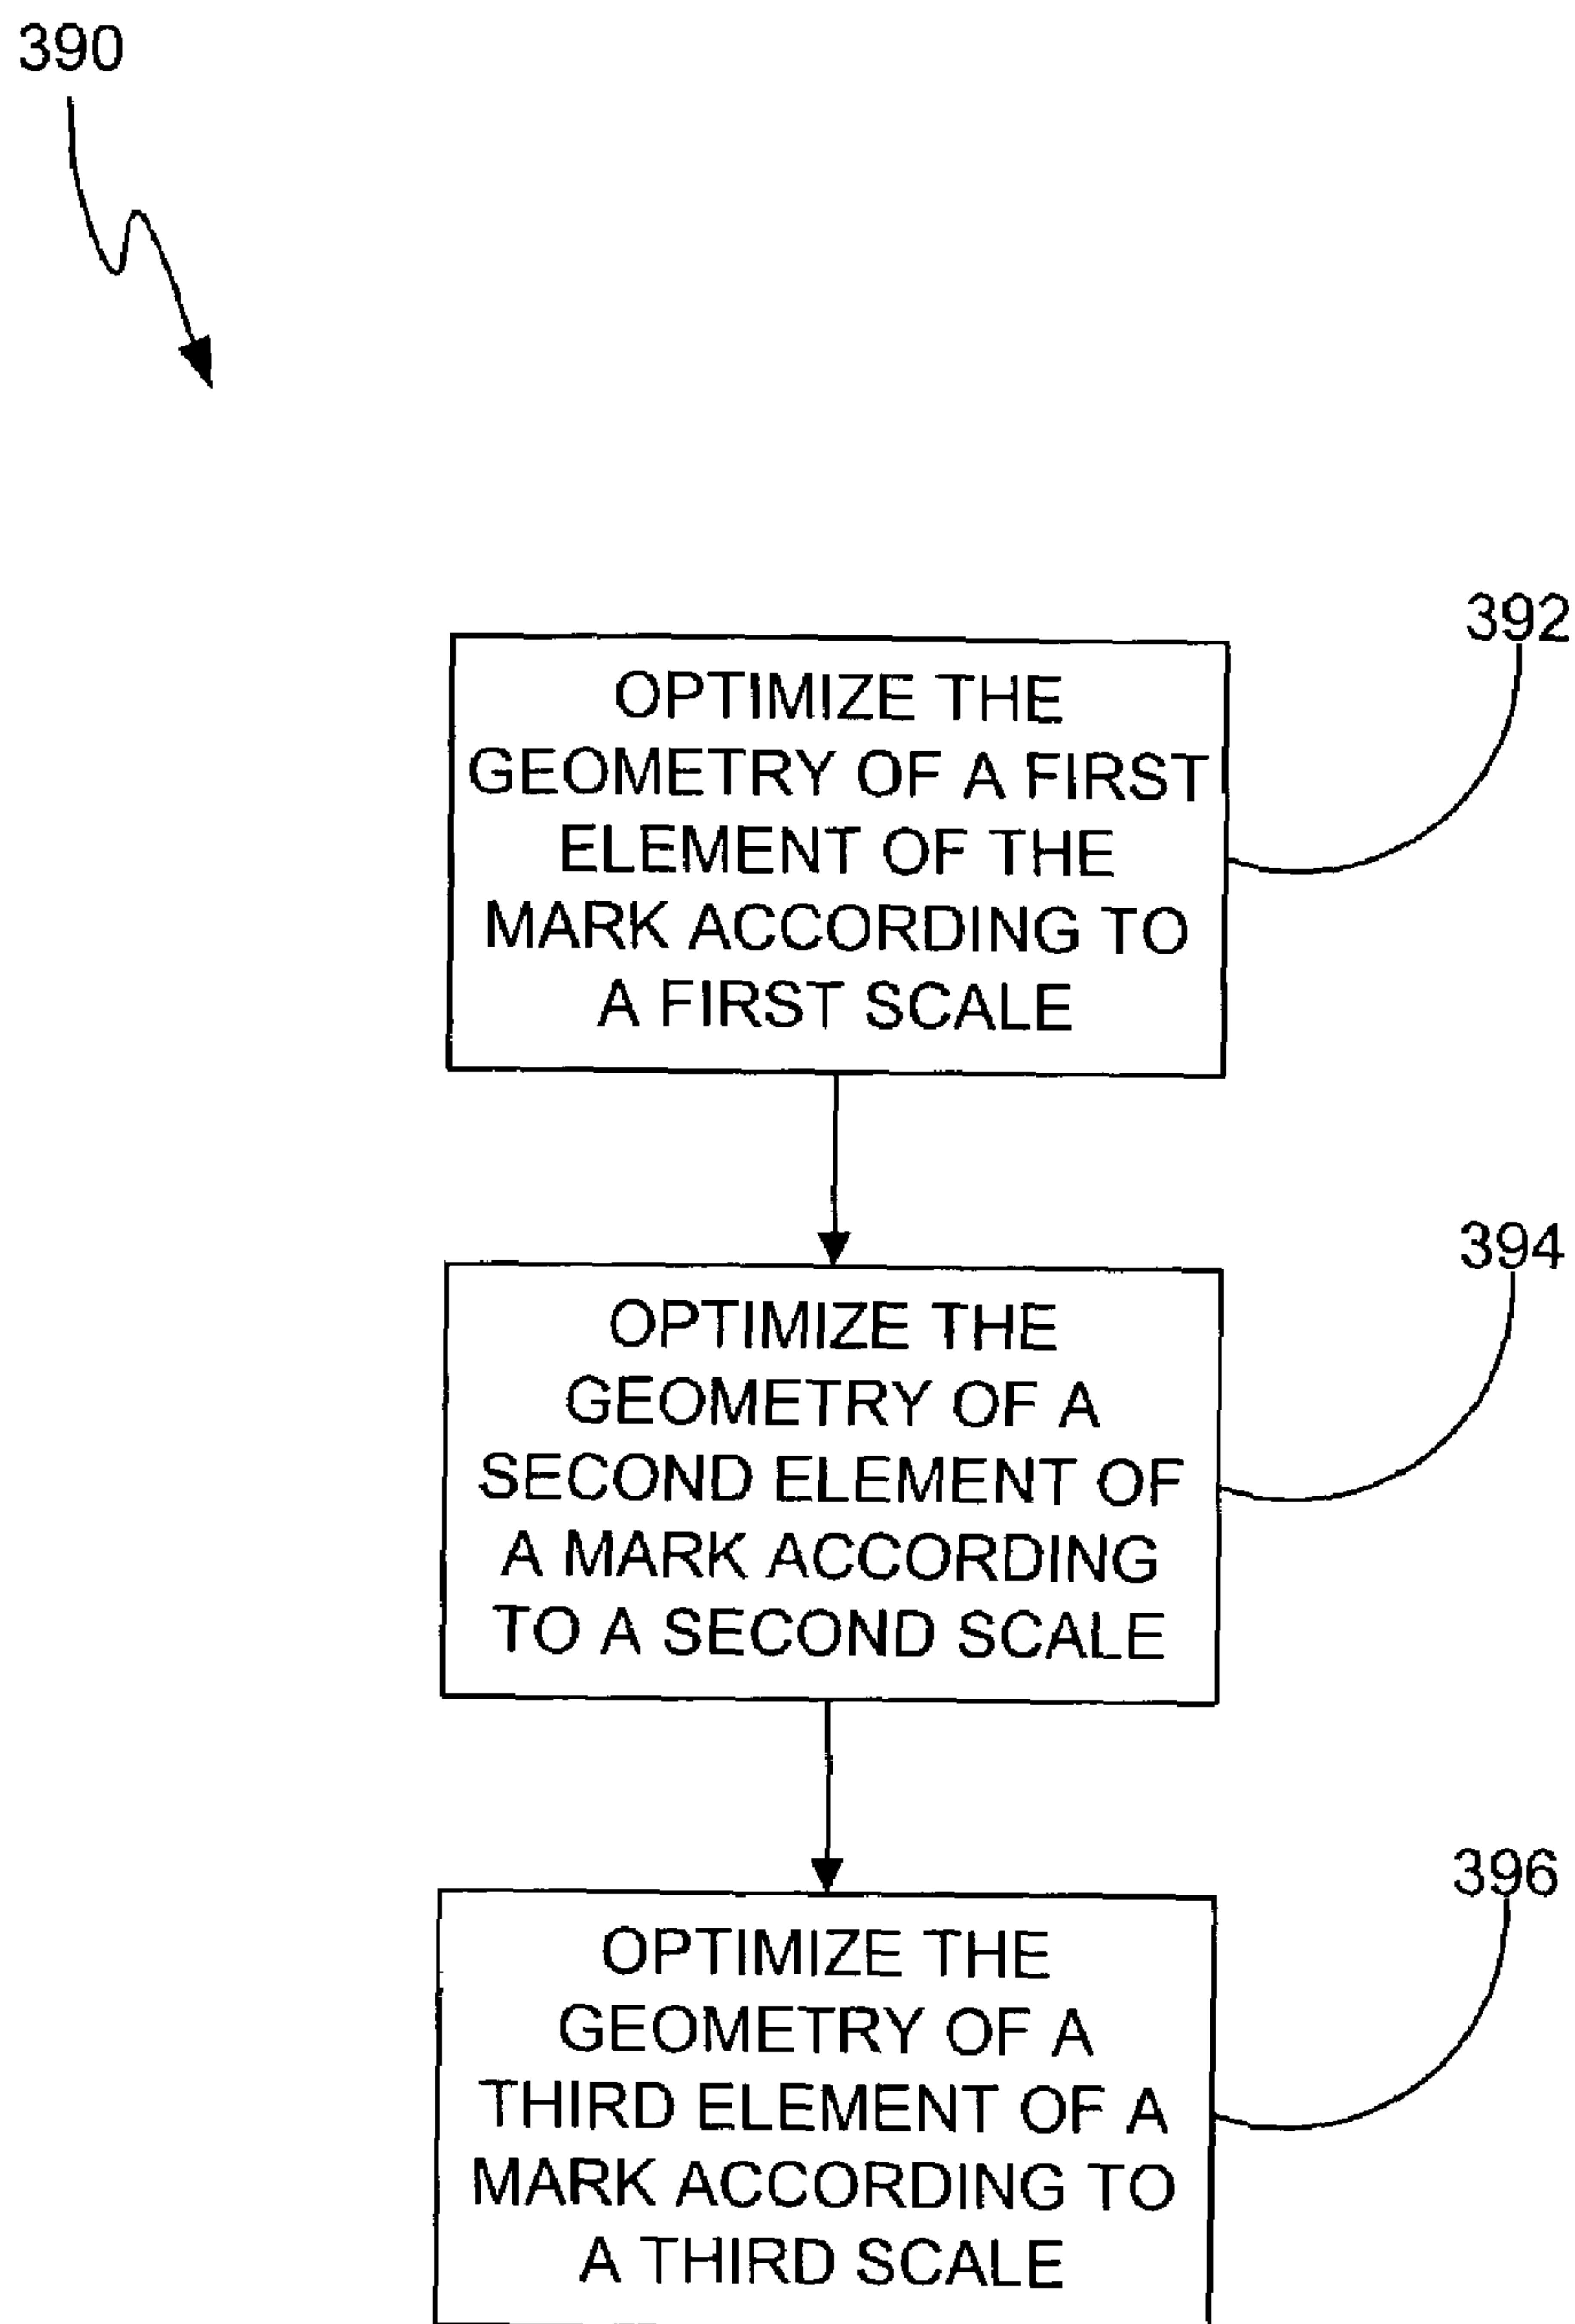 390
392
OPTIMIZE THE
GEOMETRY OF A FIRST
ELEMENT OF THE
MARK ACCORDING TO
A FIRST SCALE
394
OPTIMIZE THE
GEOMETRY OF A
SECOND ELEMENT OF
A MARK ACCORDING
TO A SECOND SCALE
396
OPTIMIZE THE
GEOMETRY OF A
THIRD ELEMENT OF A
MARK ACCORDING TO
A THIRD SCALE